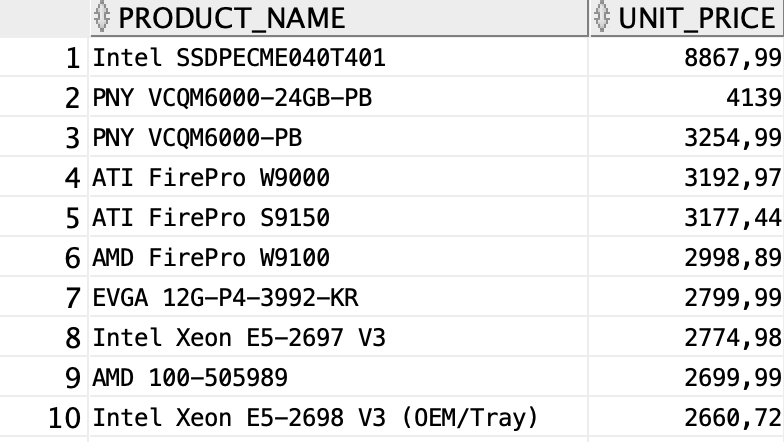 PRODUCT_NAME UNIT_PRICE
1 Intel SSDPECME040T401 8867,99
2 PNY VCQM6000-24GB-PB 4139
3 PNY VCQM6000-PB 3254,99
4 ATI FirePro W9000 3192,97
5 ATI FirePro S9150 3177,44
6 AMD FirePro W9100 2998,89
7 EVGA 12G-P4-3992-KR 2799,99
8 Intel Xeon E5-2697 V3 2774,98
9 AMD 100-505989 2699,99
10 Intel Xeon E5-2698 V3 (OEM/Tray) 2660,72